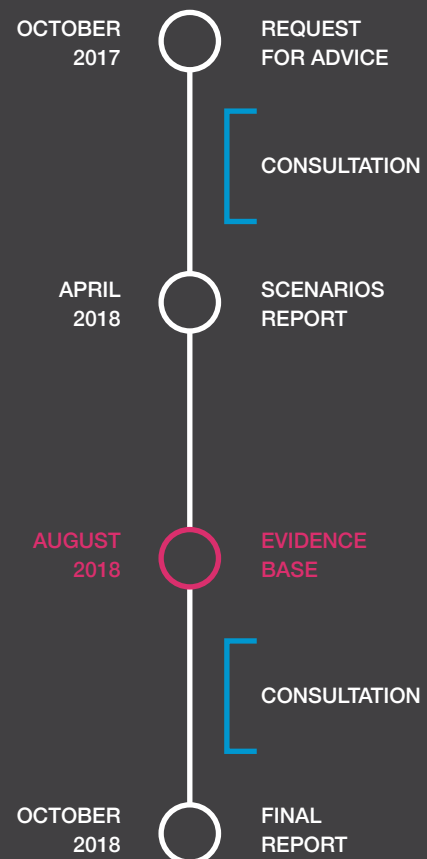 OCTOBER
2017
REQUEST
FOR ADVICE
CONSULTATION
APRIL
2018
SCENARIOS
REPORT
AUGUST
2018
EVIDENCE
BASE
CONSULTATION
OCTOBER
2018
FINAL
REPORT